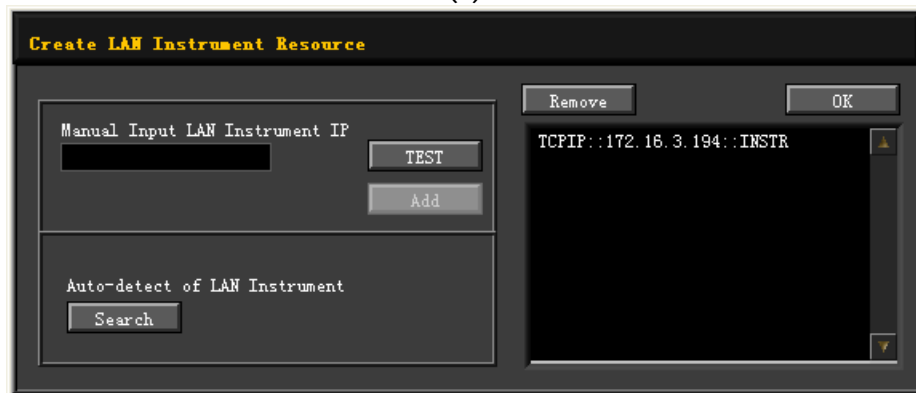 Create LAN Instrument Resource
Manual Input LAN Instrument IP
TEST
Add
Auto-detect of LAN Instrument
Search
Remove
OK
TCPIP::172.16.3.194::INSTR